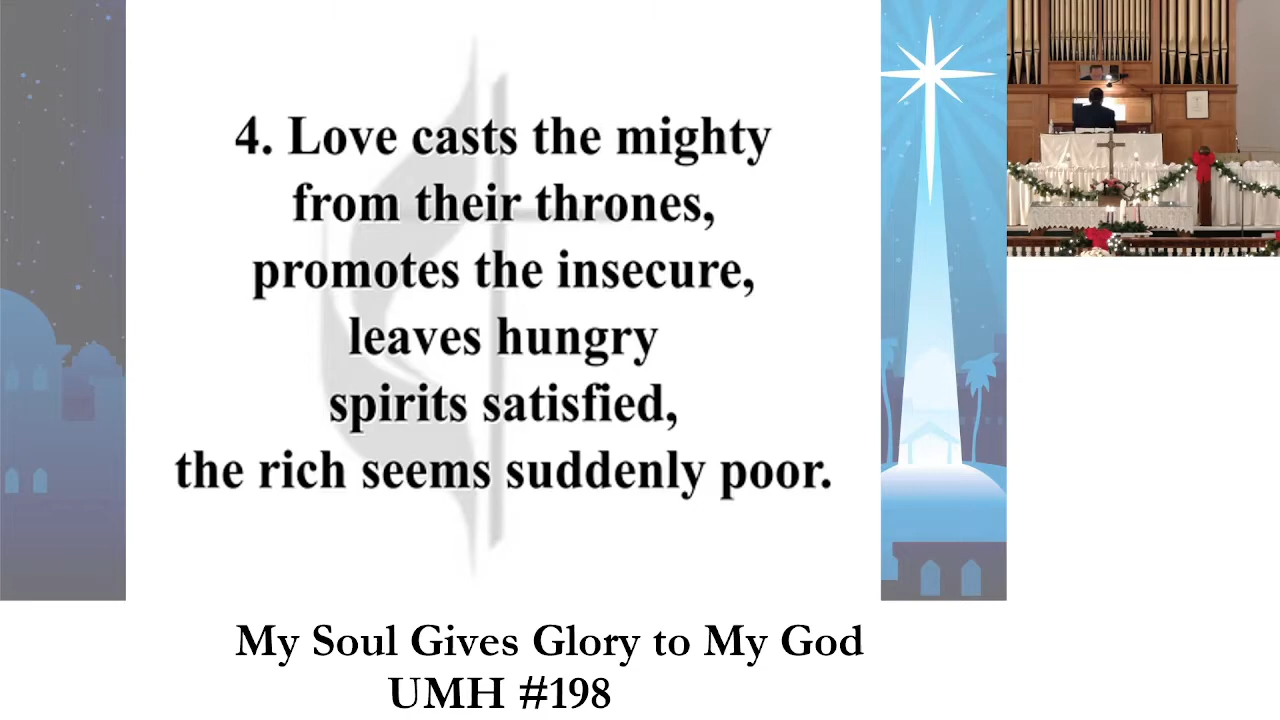 4. Love casts the mighty
from their thrones,
promotes the insecure,
leaves hungry
spirits satisfied,
the rich seems suddenly poor.
My Soul Gives Glory to My God
UMH #198